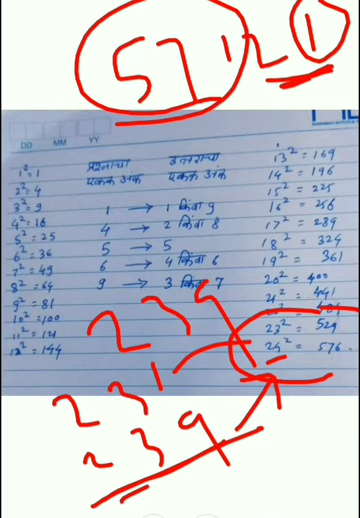 57121
DD MM YY
1²=1
2²=4
3²=9
4²=16
5²=25
6²=36
7²=49
8²=64
9²=81
10²=100
11²=121
12²=144
प्रश्नाचा उत्तराचा
एकक अंक एकक अंक
1 → 1 किंवा 9
4 → 2 किंवा 8
5 → 5
6 → 4 किंवा 6
9 → 3 किंवा 7
13² = 169
14² = 196
15² = 225
16² = 256
17² = 289
18² = 324
19² = 361
20² = 400
21² = 441
23² = 529
24² = 576
235
231
239